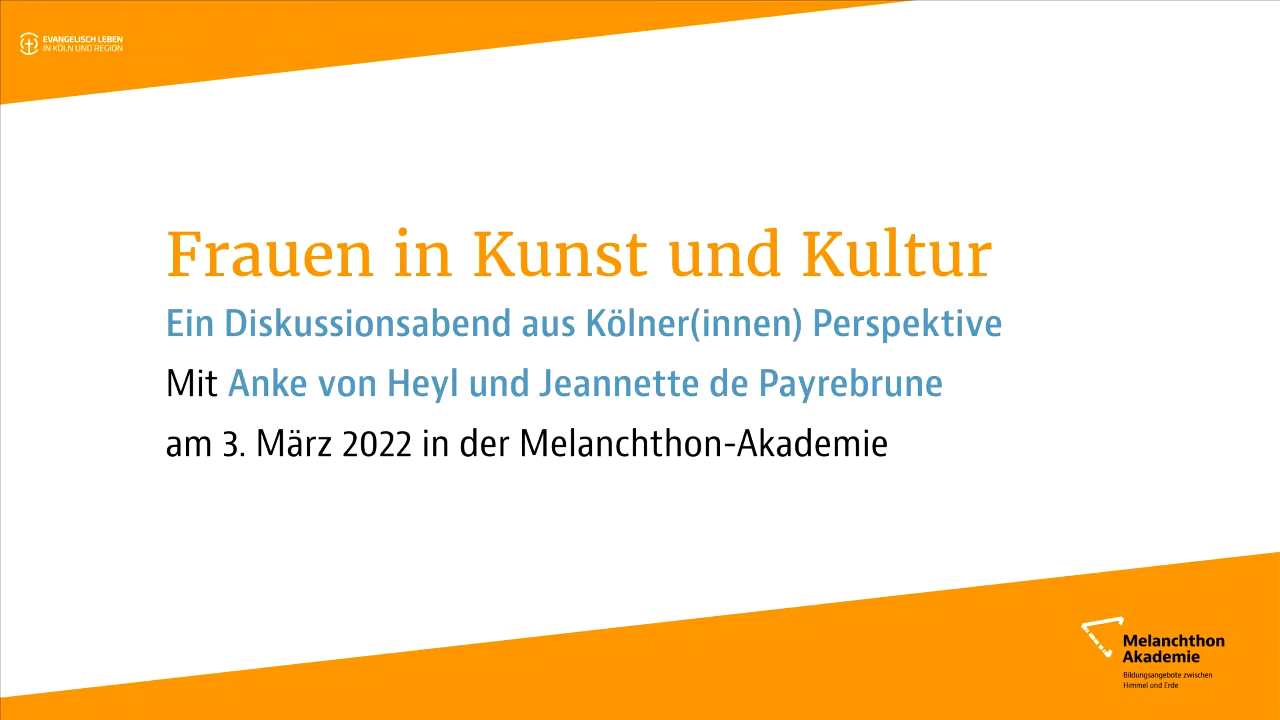 EVANGELISCH LEBEN
IN KÖLN UND REGION
Frauen in Kunst und Kultur
Ein Diskussionsabend aus Kölner(innen) Perspektive
Mit Anke von Heyl und Jeannette de Payrebrune
am 3. März 2022 in der Melanchthon-Akademie
Melanchthon
Akademie
Bildungsangebote zwischen
Himmel und Erde